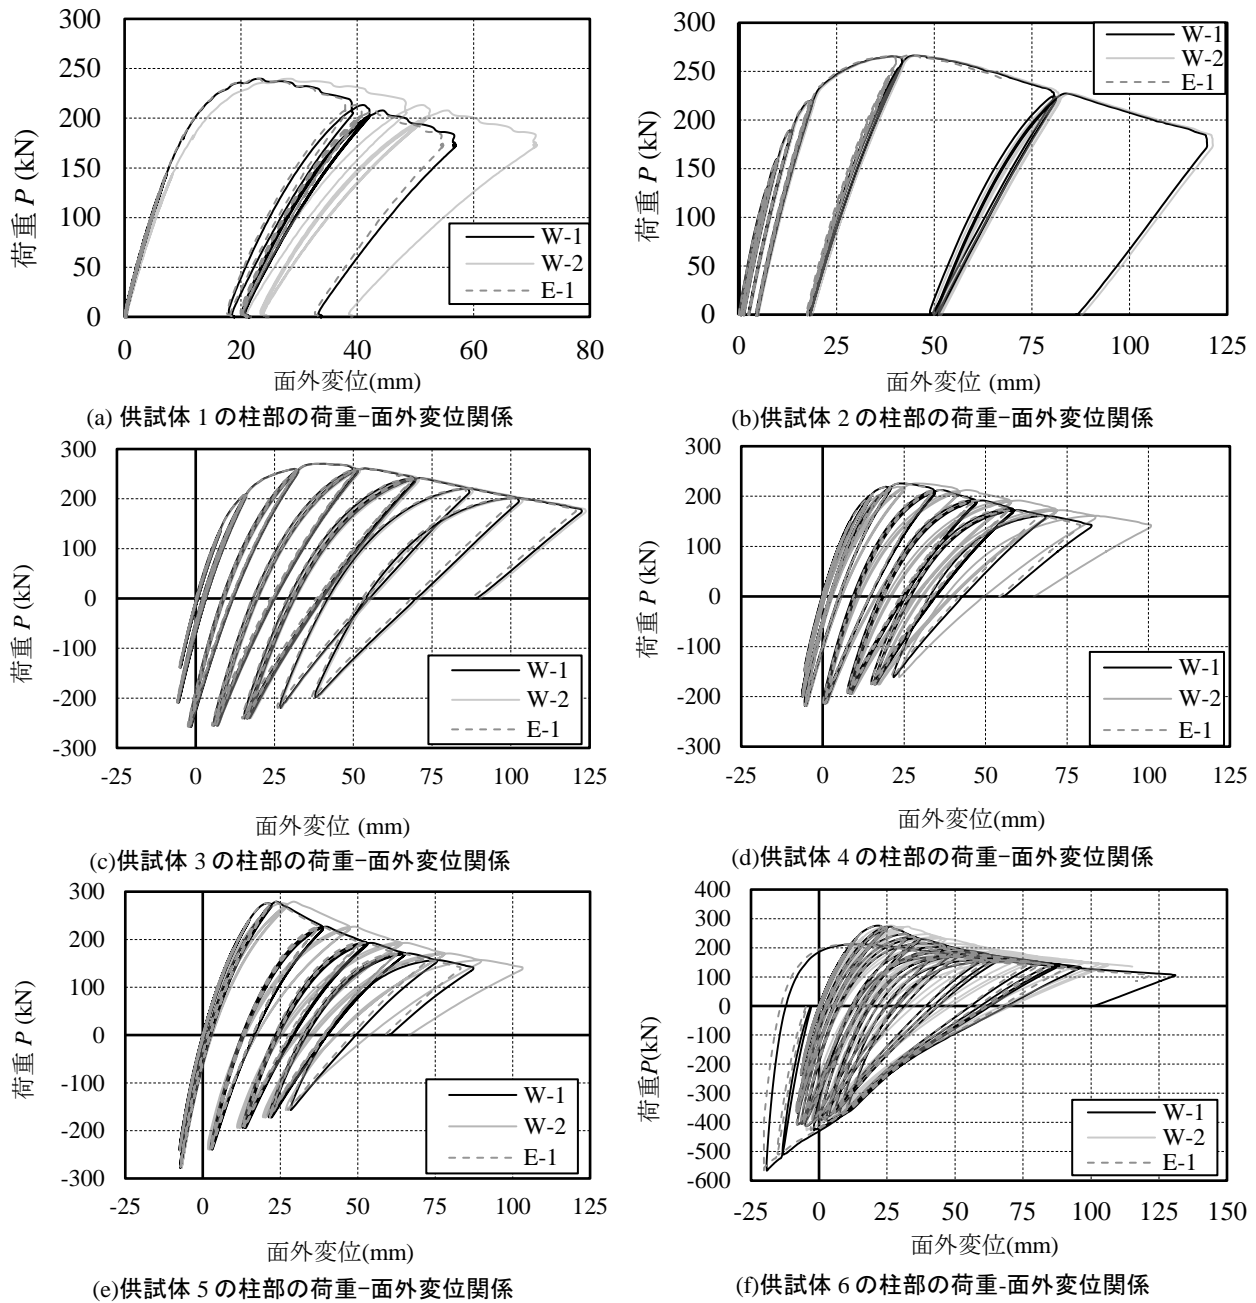 300
250
200
150
100
50
0
荷重 P (kN)
0 20 40 60 80
面外変位(mm)
W-1
W-2
E-1
(a) 供試体 1 の柱部の荷重−面外変位関係
300
250
200
150
100
50
0
荷重 P (kN)
0 25 50 75 100 125
面外変位 (mm)
W-1
W-2
E-1
(b)供試体 2 の柱部の荷重−面外変位関係
300
200
100
0
-100
-200
-300
荷重 P (kN)
-25 0 25 50 75 100 125
面外変位 (mm)
W-1
W-2
E-1
(c)供試体 3 の柱部の荷重−面外変位関係
300
200
100
0
-100
-200
-300
荷重 P (kN)
-25 0 25 50 75 100 125
面外変位(mm)
W-1
W-2
E-1
(d)供試体 4 の柱部の荷重−面外変位関係
300
200
100
0
-100
-200
-300
荷重 P (kN)
-25 0 25 50 75 100 125
面外変位(mm)
W-1
W-2
E-1
(e)供試体 5 の柱部の荷重−面外変位関係
400
300
200
100
0
-100
-200
-300
-400
-500
-600
荷重P(kN)
-25 0 25 50 75 100 125 150
面外変位(mm)
W-1
W-2
E-1
(f)供試体 6 の柱部の荷重-面外変位関係